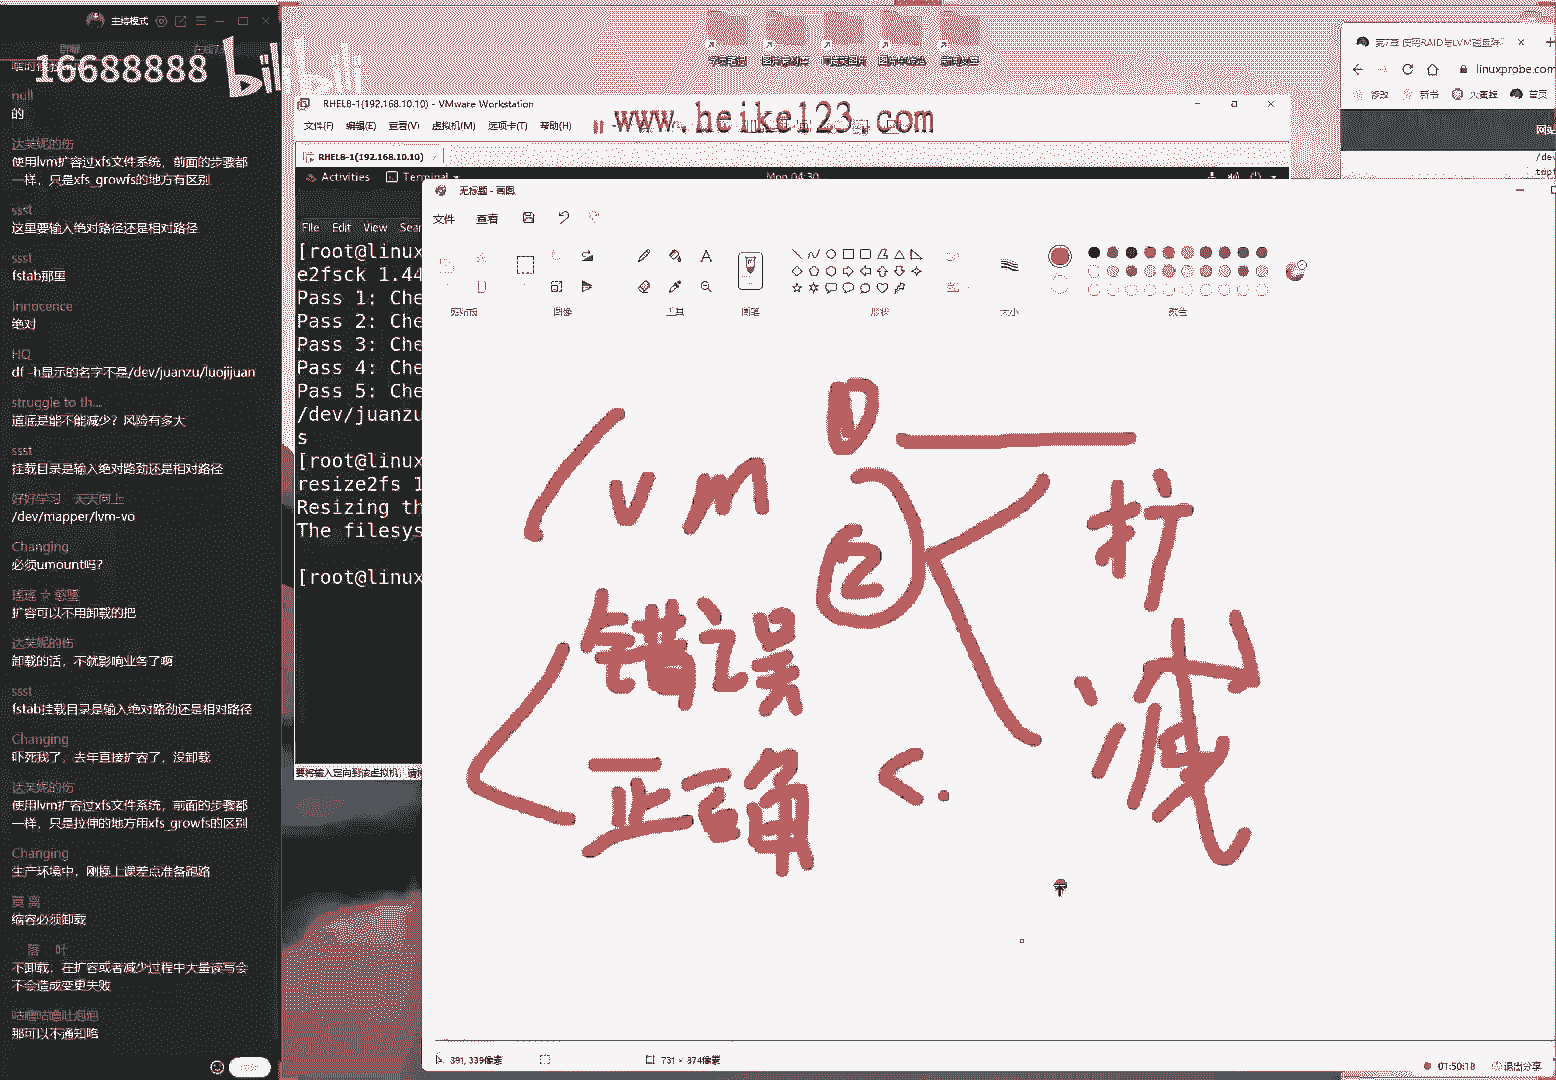 主持模式
16688888
bilibili
null
的
达芙妮的伤
使用lvm扩容过xfs文件系统，前面的步骤都
一样，只是xfs_growfs的地方有区别
ssst
这里要输入绝对路径还是相对路径
ssst
fstab那里
Innocence
绝对
HQ
df -h显示的名字不是/dev/juanzu/luojijuan
struggle to th...
道底是能不能减少？风险有多大
ssst
挂载目录是输入绝对路劲还是相对路径
好好学习 天天向上
/dev/mapper/lvm-vo
Changing
必须umount吗?
扩容可以不用卸载的把
达芙妮的伤
卸载的话，不就影响业务了啊
ssst
fstab挂载目录是输入绝对路劲还是相对路径
Changing
吓死我了，去年直接扩容了，没卸载
达芙妮的伤
使用lvm扩容过xfs文件系统，前面的步骤都
一样，只是拉伸的地方用xfs_growfs的区别
Changing
生产环境中，刚操上课差点准备跑路
缩容必须卸载
落 叶
不卸载，在扩容或者减少过程中大量读写会
不会造成变更失败
咕噜咕噜吐泡泡
那可以不通知咯
RHEL8-1(192.168.10.10) - VMware Workstation
文件(F) 编辑(E) 查看(V) 虚拟机(M) 选项卡(T) 帮助(H)
www.heike123.com
RHEL8-1(192.168.10.10)
Activities Terminal
Mon 04:30
File Edit View Sear
[root@linux
e2fsck 1.44
Pass 1: Che
Pass 2: Che
Pass 3: Che
Pass 4: Che
Pass 5: Che
/dev/juanzu
s
[root@linux
resize2fs 1
Resizing th
The filesys
[root@linux
第7章 使用RAID与LVM磁盘阵
linuxprobe.com
首页
/de
无标题 - 画图
文件 查看
剪贴板 图像 工具 画笔 形状 大小 颜色
lvm
①
②
扩
减
错误
正确
391, 339像素
731 × 874像素
01:50:18
退出分享